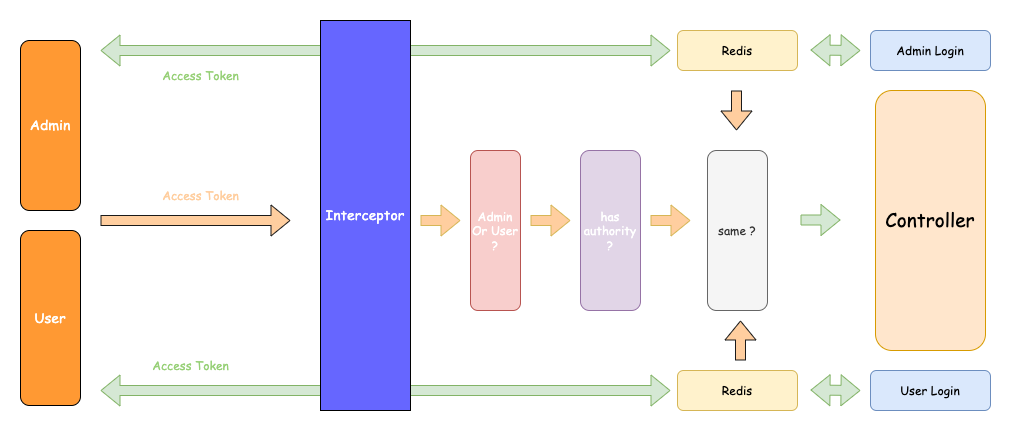 Redis
Admin Login
Access Token
Admin
Access Token
Interceptor
Admin
Or User
?
has
authority
?
same ?
Controller
User
Access Token
Redis
User Login